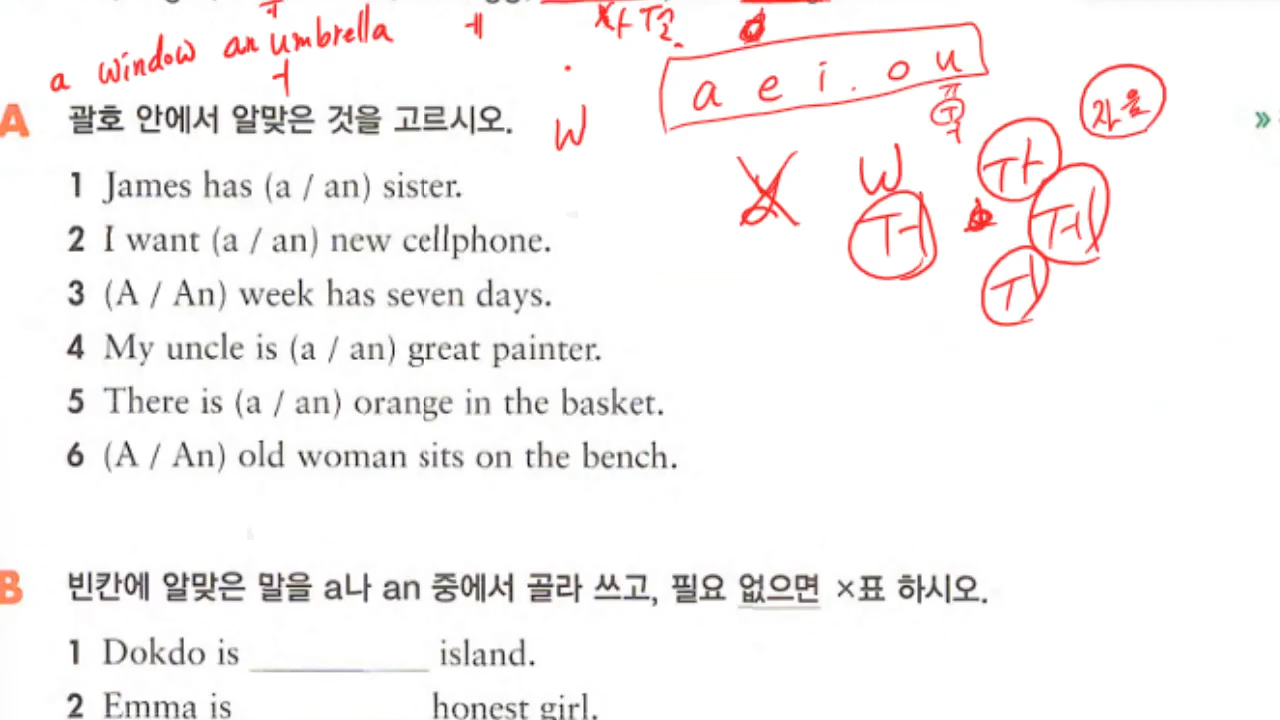 a window an umbrella
ㅓ
ㅔ
a e i . o u
자음
A 괄호 안에서 알맞은 것을 고르시오.
W
W
1 James has (a / an) sister.
2 I want (a / an) new cellphone.
3 (A / An) week has seven days.
4 My uncle is (a / an) great painter.
5 There is (a / an) orange in the basket.
6 (A / An) old woman sits on the bench.
B 빈칸에 알맞은 말을 a나 an 중에서 골라 쓰고, 필요 없으면 ×표 하시오.
1 Dokdo is ________ island.
2 Emma is ________ honest girl.